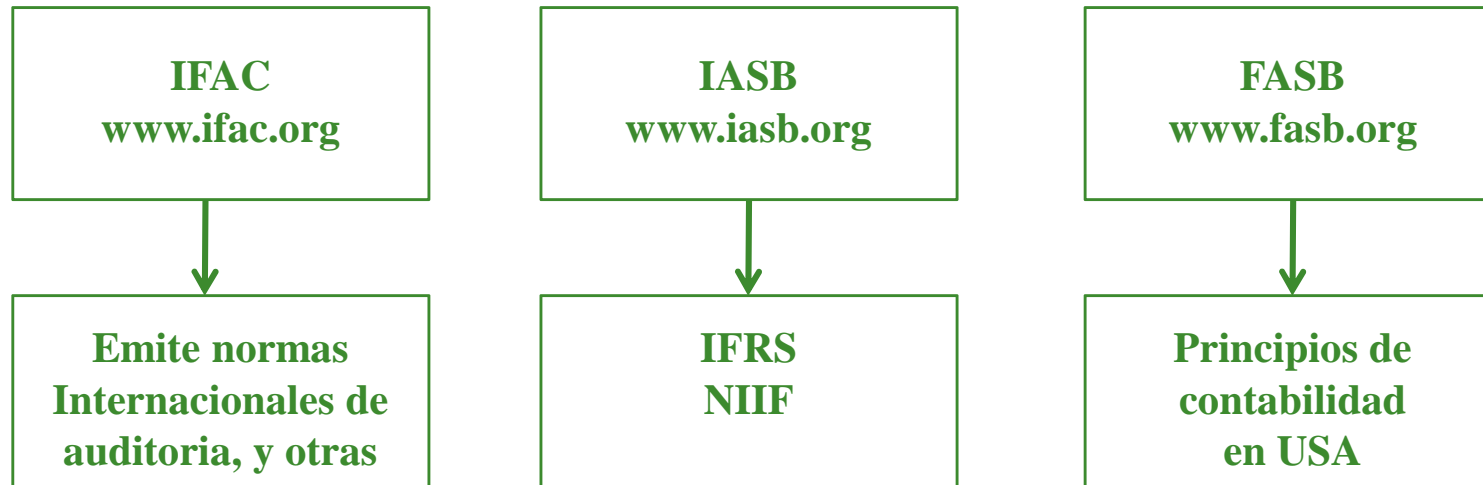 IFAC
www.ifac.org
IASB
www.iasb.org
FASB
www.fasb.org
Emite normas
Internacionales de
auditoria, y otras
IFRS
NIIF
Principios de
contabilidad
en USA